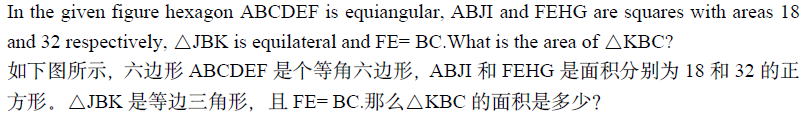 In the given figure hexagon ABCDEF is equiangular, ABJI and FEHG are squares with areas 18
and 32 respectively, △JBK is equilateral and FE= BC.What is the area of △KBC?
如下图所示，六边形 ABCDEF 是个等角六边形，ABJI 和 FEHG 是面积分别为 18 和 32 的正
方形。△JBK 是等边三角形，且 FE= BC.那么△KBC 的面积是多少?